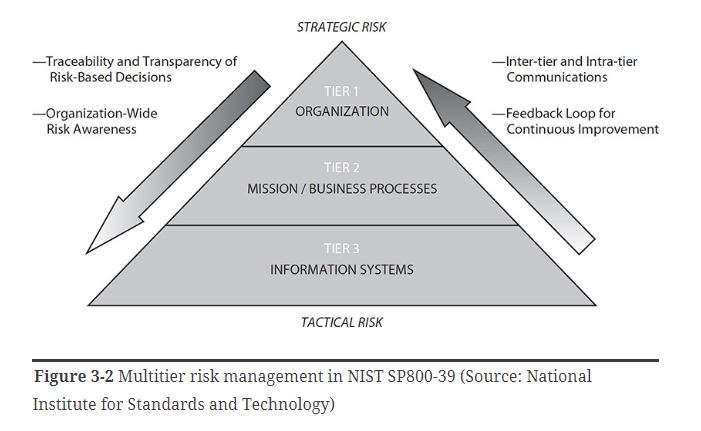 STRATEGIC RISK
—Traceability and Transparency of
Risk-Based Decisions
—Organization-Wide
Risk Awareness
—Inter-tier and Intra-tier
Communications
—Feedback Loop for
Continuous Improvement
TIER 1
ORGANIZATION
TIER 2
MISSION / BUSINESS PROCESSES
TIER 3
INFORMATION SYSTEMS
TACTICAL RISK
Figure 3-2 Multitier risk management in NIST SP800-39 (Source: National
Institute for Standards and Technology)